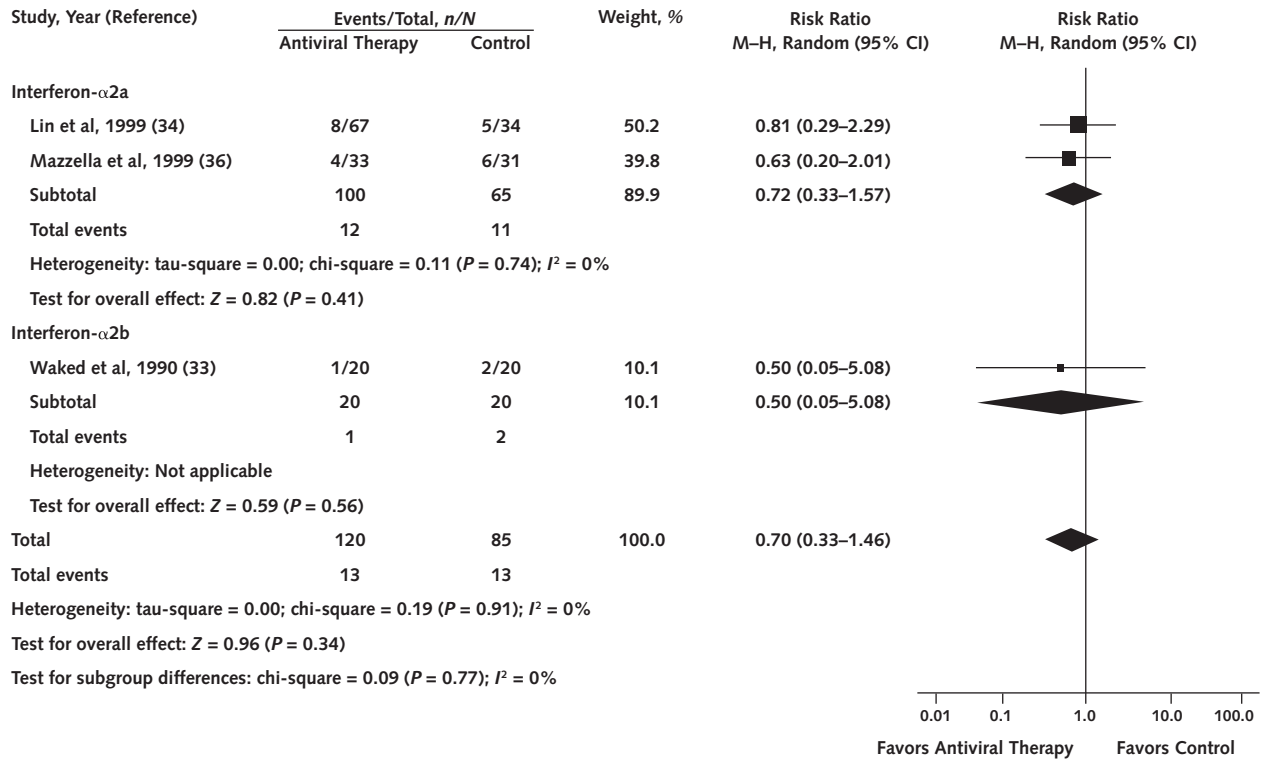 Study, Year (Reference) Events/Total, n/N Weight, % Risk Ratio Risk Ratio
Antiviral Therapy Control M–H, Random (95% CI) M–H, Random (95% CI)
Interferon-α2a
Lin et al, 1999 (34) 8/67 5/34 50.2 0.81 (0.29–2.29)
Mazzella et al, 1999 (36) 4/33 6/31 39.8 0.63 (0.20–2.01)
Subtotal 100 65 89.9 0.72 (0.33–1.57)
Total events 12 11
Heterogeneity: tau-square = 0.00; chi-square = 0.11 (P = 0.74); I² = 0%
Test for overall effect: Z = 0.82 (P = 0.41)
Interferon-α2b
Waked et al, 1990 (33) 1/20 2/20 10.1 0.50 (0.05–5.08)
Subtotal 20 20 10.1 0.50 (0.05–5.08)
Total events 1 2
Heterogeneity: Not applicable
Test for overall effect: Z = 0.59 (P = 0.56)
Total 120 85 100.0 0.70 (0.33–1.46)
Total events 13 13
Heterogeneity: tau-square = 0.00; chi-square = 0.19 (P = 0.91); I² = 0%
Test for overall effect: Z = 0.96 (P = 0.34)
Test for subgroup differences: chi-square = 0.09 (P = 0.77); I² = 0%
0.01 0.1 1.0 10.0 100.0
Favors Antiviral Therapy Favors Control